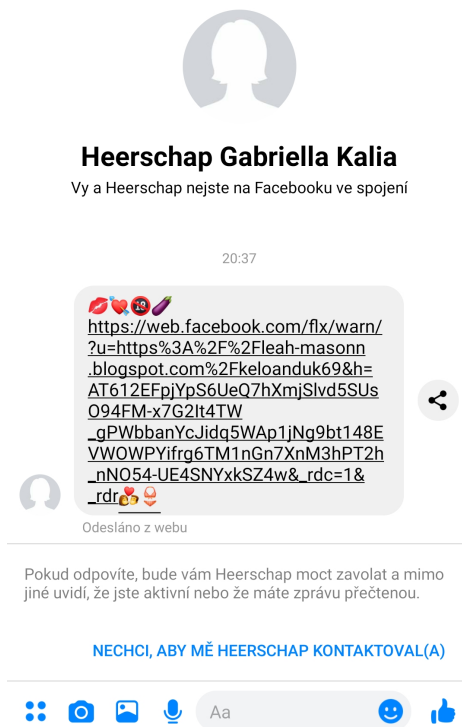 Heerschap Gabriella Kalia
Vy a Heerschap nejste na Facebooku ve spojení
20:37
💋💘🔞🍆
https://web.facebook.com/flx/warn/
?u=https%3A%2F%2Fleah-masonn
.blogspot.com%2Fkeloanduk69&h=
AT612EFpjYpS6UeQ7hXmjSlvd5SUs
O94FM-x7G2It4TW
_gPWbbanYcJidq5WAp1jNg9bt148E
VWOWPYifrg6TM1nGn7XnM3hPT2h
_nNO54-UE4SNYxkSZ4w&_rdc=1&
_rdr💏👙
Odesláno z webu
Pokud odpovíte, bude vám Heerschap moct zavolat a mimo
jiné uvidí, že jste aktivní nebo že máte zprávu přečtenou.
NECHCI, ABY MĚ HEERSCHAP KONTAKTOVAL(A)
Aa